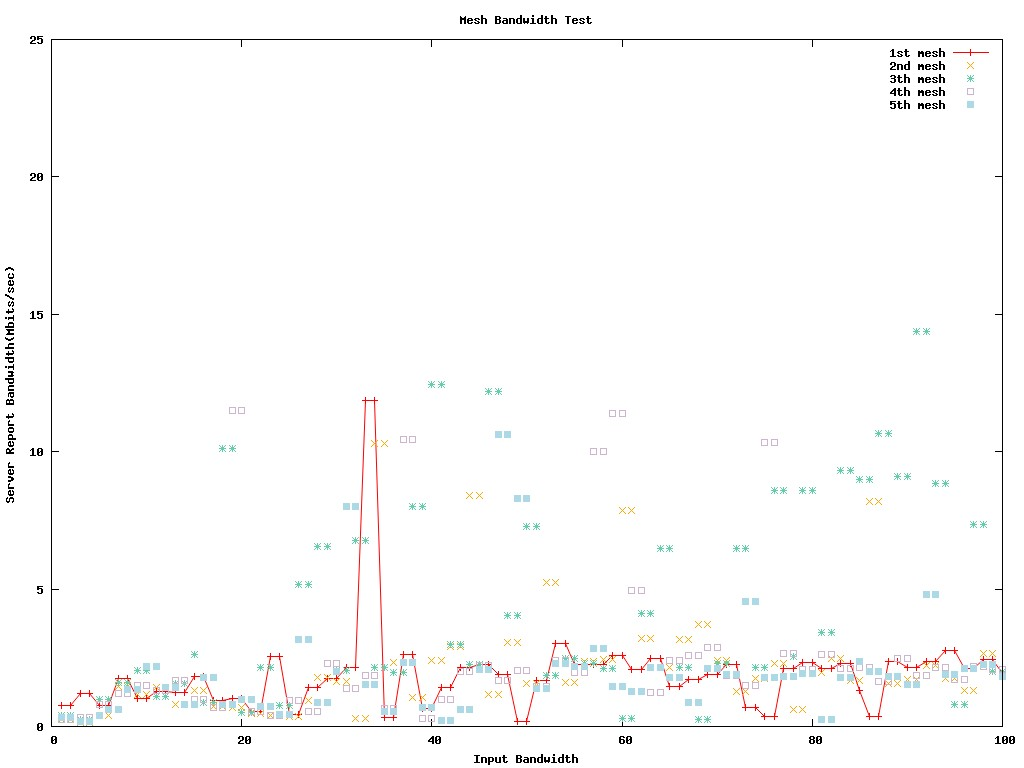 Mesh Bandwidth Test
25
20
15
10
5
0
0 20 40 60 80 100
Server Report Bandwidth(Mbits/sec)
Input Bandwidth
1st mesh
2nd mesh
3th mesh
4th mesh
5th mesh